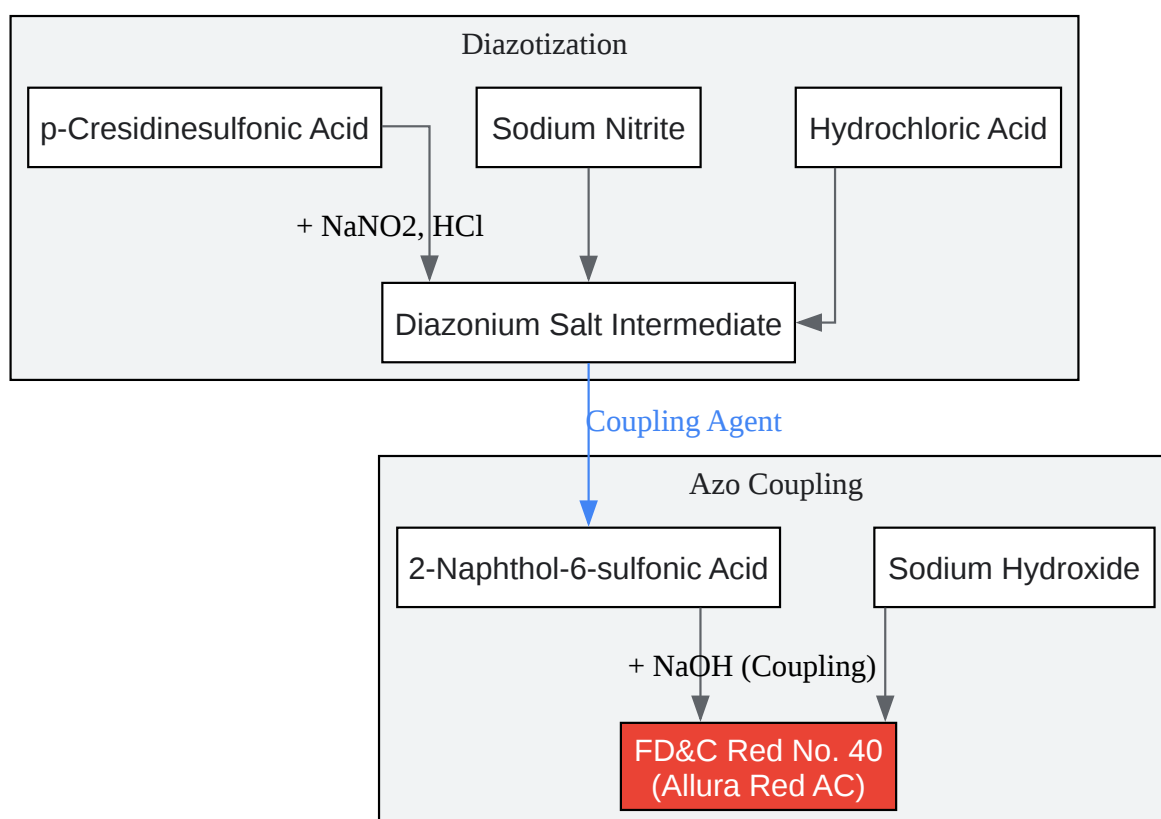 Diazotization
p-Cresidinesulfonic Acid
Sodium Nitrite
Hydrochloric Acid
+ NaNO2, HCl
Diazonium Salt Intermediate
Coupling Agent
Azo Coupling
2-Naphthol-6-sulfonic Acid
Sodium Hydroxide
+ NaOH (Coupling)
FD&C Red No. 40
(Allura Red AC)